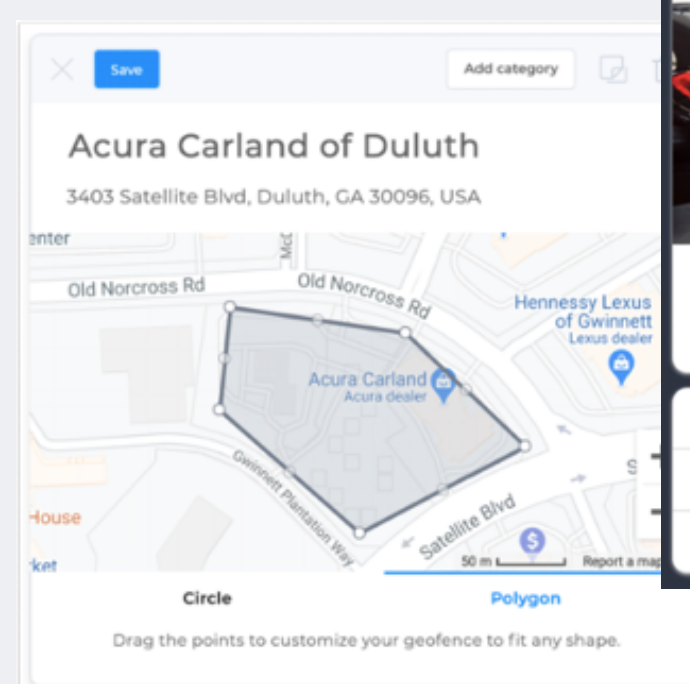 Save
Add category
Acura Carland of Duluth
3403 Satellite Blvd, Duluth, GA 30096, USA
enter
McC
Old Norcross Rd
Old Norcross Rd
Hennessy Lexus
of Gwinnett
Lexus dealer
Acura Carland
Acura dealer
Gwinnett Plantation Way
S
House
Satellite Blvd
$
ket
50 m
Report a map
Circle
Polygon
Drag the points to customize your geofence to fit any shape.